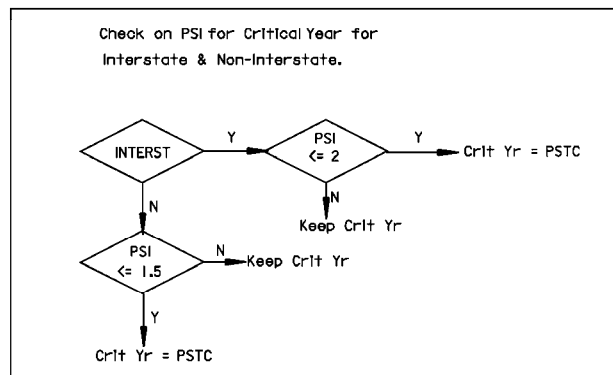 Check on PSI for Critical Year for
Interstate & Non-Interstate.
INTERST
Y
PSI
<= 2
Y
Crit Yr = PSTC
N
Keep Crit Yr
N
PSI
<= 1.5
N
Keep Crit Yr
Y
Crit Yr = PSTC